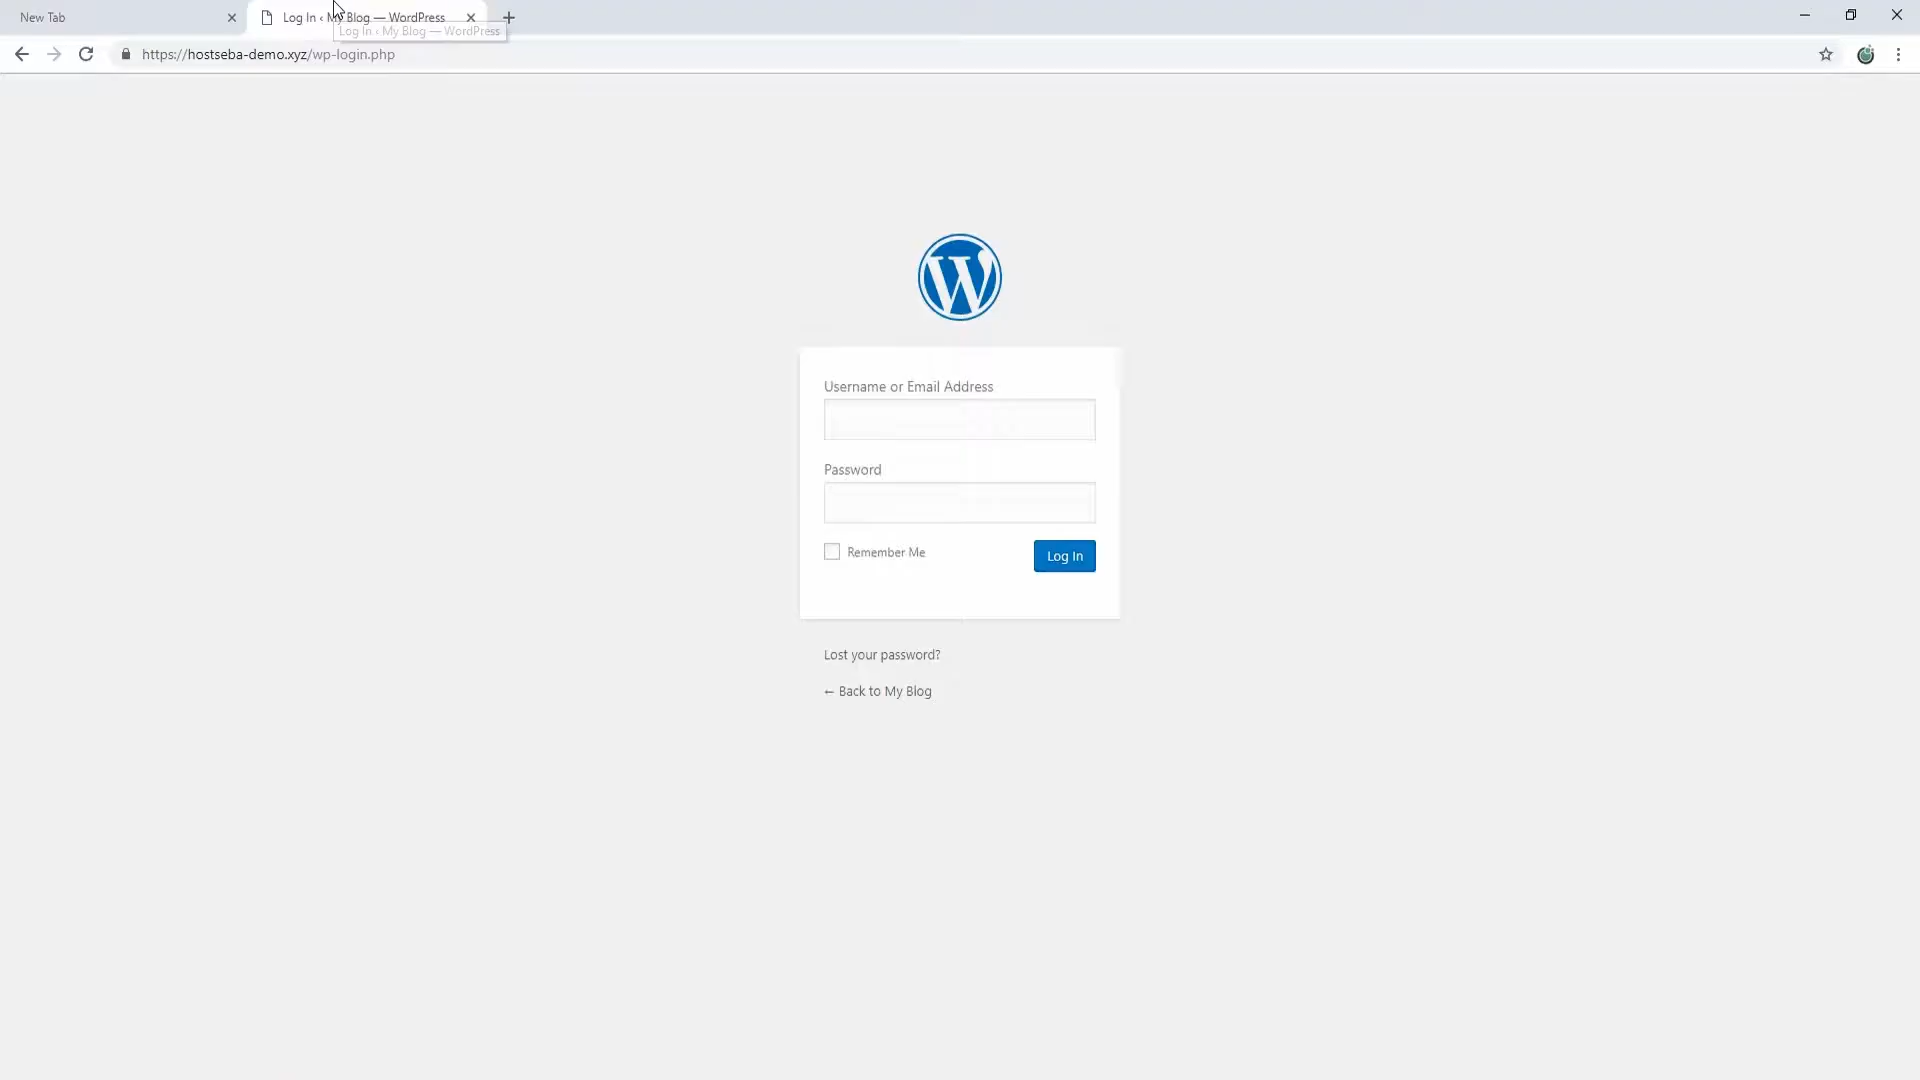 New Tab
Log In ‹ My Blog — WordPress
Log In ‹ My Blog — WordPress
https://hostseba-demo.xyz/wp-login.php
Username or Email Address
Password
Remember Me
Log In
Lost your password?
← Back to My Blog